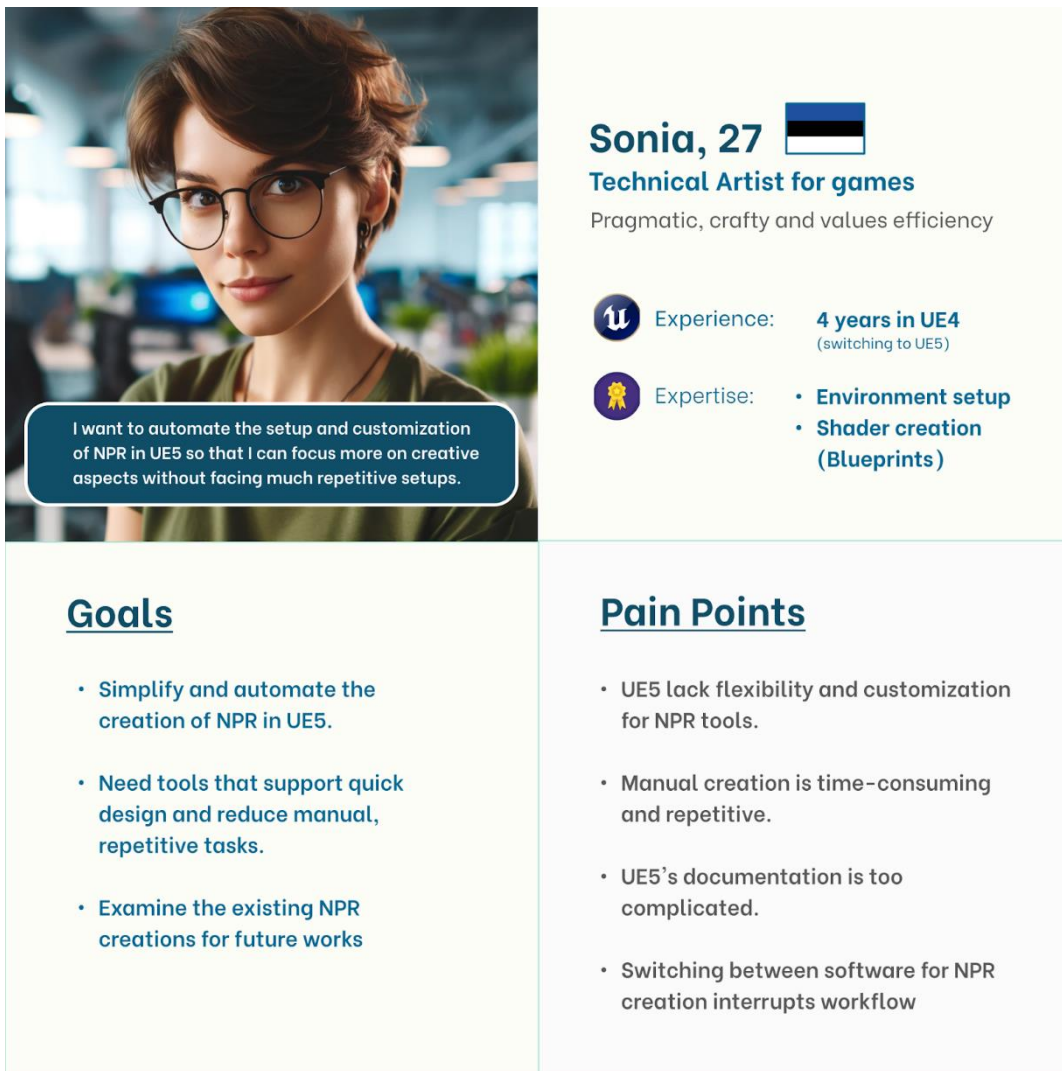 Sonia, 27
Technical Artist for games
Pragmatic, crafty and values efficiency
Experience:
4 years in UE4
(switching to UE5)
Expertise:
• Environment setup
• Shader creation
(Blueprints)
I want to automate the setup and customization
of NPR in UE5 so that I can focus more on creative
aspects without facing much repetitive setups.
Goals
• Simplify and automate the
creation of NPR in UE5.
• Need tools that support quick
design and reduce manual,
repetitive tasks.
• Examine the existing NPR
creations for future works
Pain Points
• UE5 lack flexibility and customization
for NPR tools.
• Manual creation is time-consuming
and repetitive.
• UE5's documentation is too
complicated.
• Switching between software for NPR
creation interrupts workflow